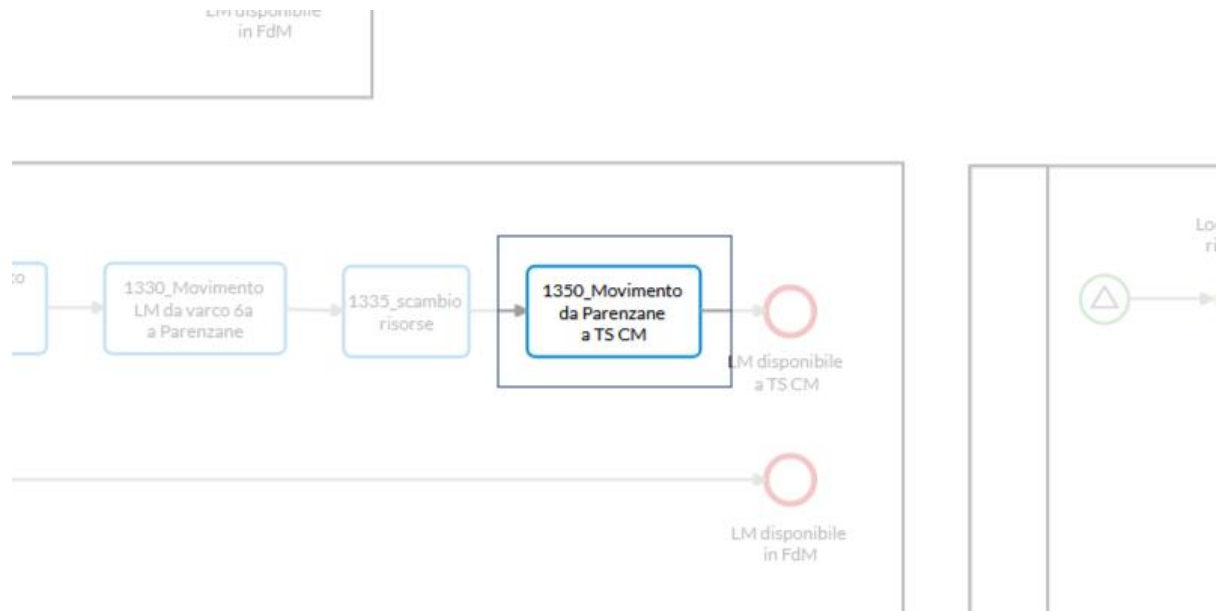 LM disponibile
in FdM
1330_Movimento
LM da varco 6a
a Parenzane
1335_scambio
risorse
1350_Movimento
da Parenzane
a TS CM
LM disponibile
a TS CM
LM disponibile
in FdM